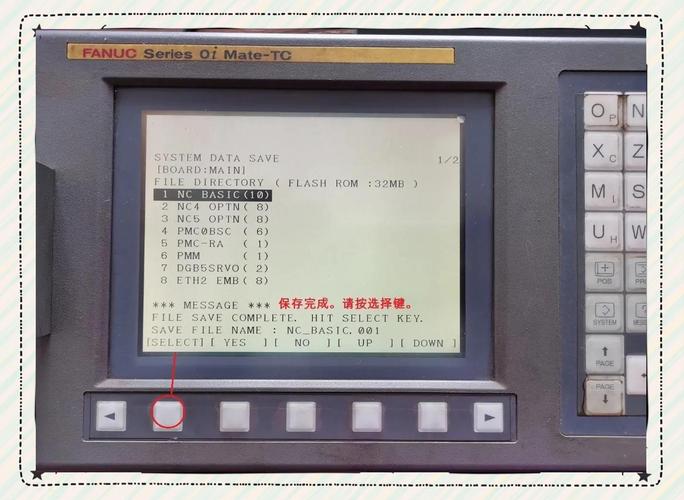 FANUC Series 0i Mate-TC
SYSTEM DATA SAVE 1/2
[BOARD:MAIN]
FILE DIRECTORY ( FLASH ROM :32MB )
1 NC BASIC(10)
2 NC4 OPTN( 8)
3 NC5 OPTN( 8)
4 PMC0BSC ( 6)
5 PMC-RA ( 1)
6 PMM ( 1)
7 DGB5SRVO( 2)
8 ETH2 EMB( 8)
*** MESSAGE *** 保存完成。请按选择键。
FILE SAVE COMPLETE. HIT SELECT KEY.
SAVE FILE NAME : NC_BASIC.001
[SELECT][ YES ][ NO ][ UP ][ DOWN ]
O P N
X C Z
M I S
U H W
POS
SYSTEM
PAGE
PAGE